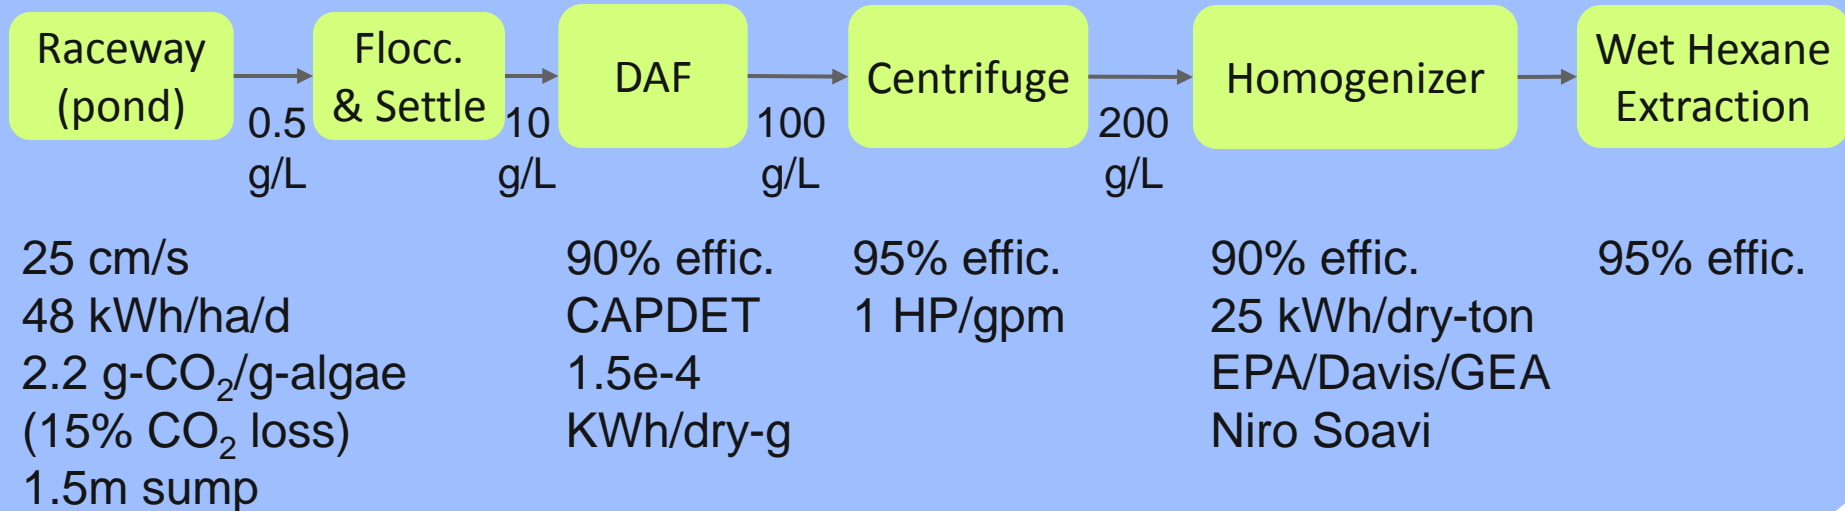 Raceway
(pond)
0.5
g/L
Flocc.
& Settle
10
g/L
DAF
100
g/L
Centrifuge
200
g/L
Homogenizer
Wet Hexane
Extraction
25 cm/s
48 kWh/ha/d
2.2 g-CO₂/g-algae
(15% CO₂ loss)
1.5m sump
90% effic.
CAPDET
1.5e-4
KWh/dry-g
95% effic.
1 HP/gpm
90% effic.
25 kWh/dry-ton
EPA/Davis/GEA
Niro Soavi
95% effic.